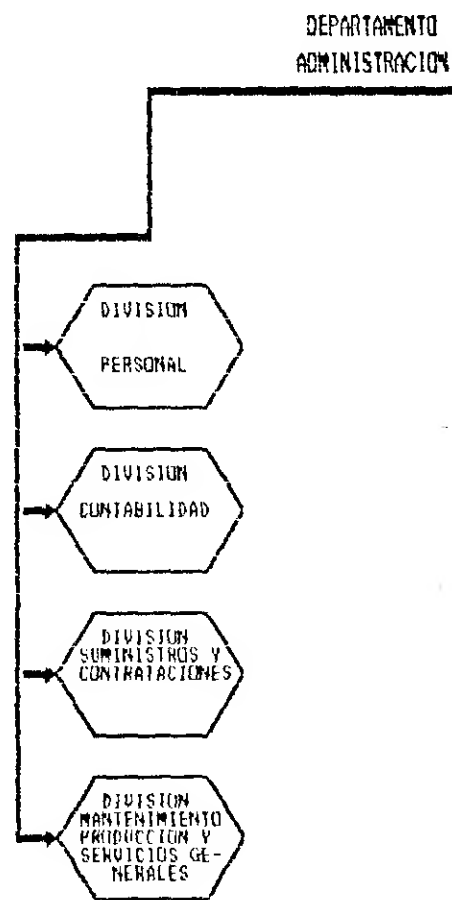 DEPARTAMENTO
ADMINISTRACION
DIVISION
PERSONAL
DIVISION
CONTABILIDAD
DIVISION
SUMINISTROS Y
CONTRATACIONES
DIVISION
MANTENIMIENTO
PRODUCCION Y
SERVICIOS GE-
NERALES